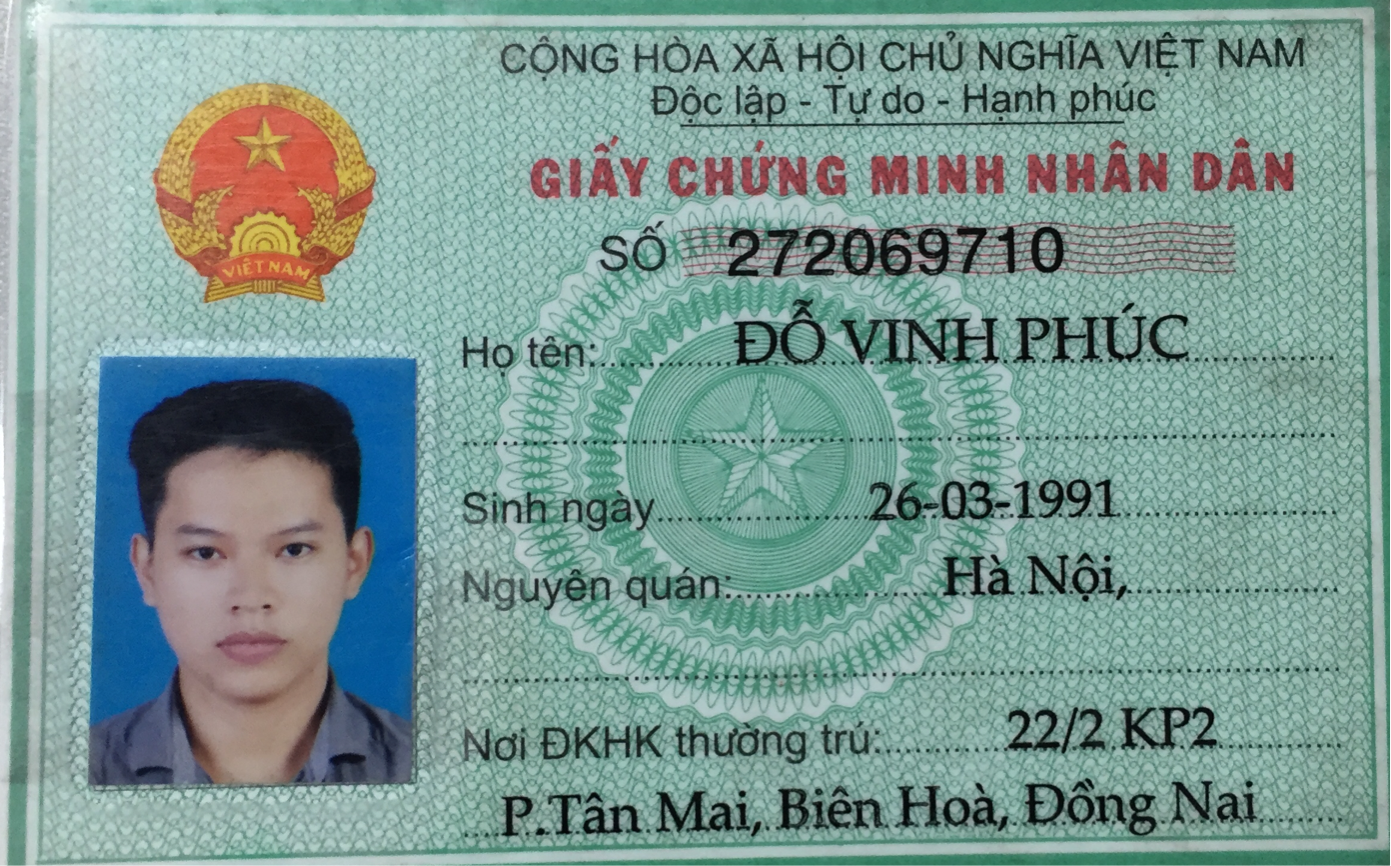 CỘNG HÒA XÃ HỘI CHỦ NGHĨA VIỆT NAM
Độc lập - Tự do - Hạnh phúc
GIẤY CHỨNG MINH NHÂN DÂN
SỐ 272069710
VIỆT NAM
Họ tên: ĐỖ VINH PHÚC
Sinh ngày 26-03-1991
Nguyên quán: Hà Nội,
Nơi ĐKHK thường trú: 22/2 KP2
P.Tân Mai, Biên Hoà, Đồng Nai